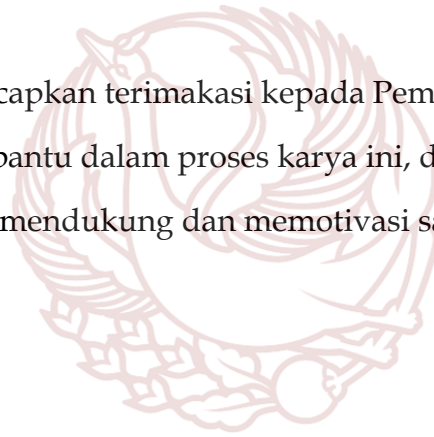 capkan terimakasi kepada Pem
bantu dalam proses karya ini, d
mendukung dan memotivasi sa